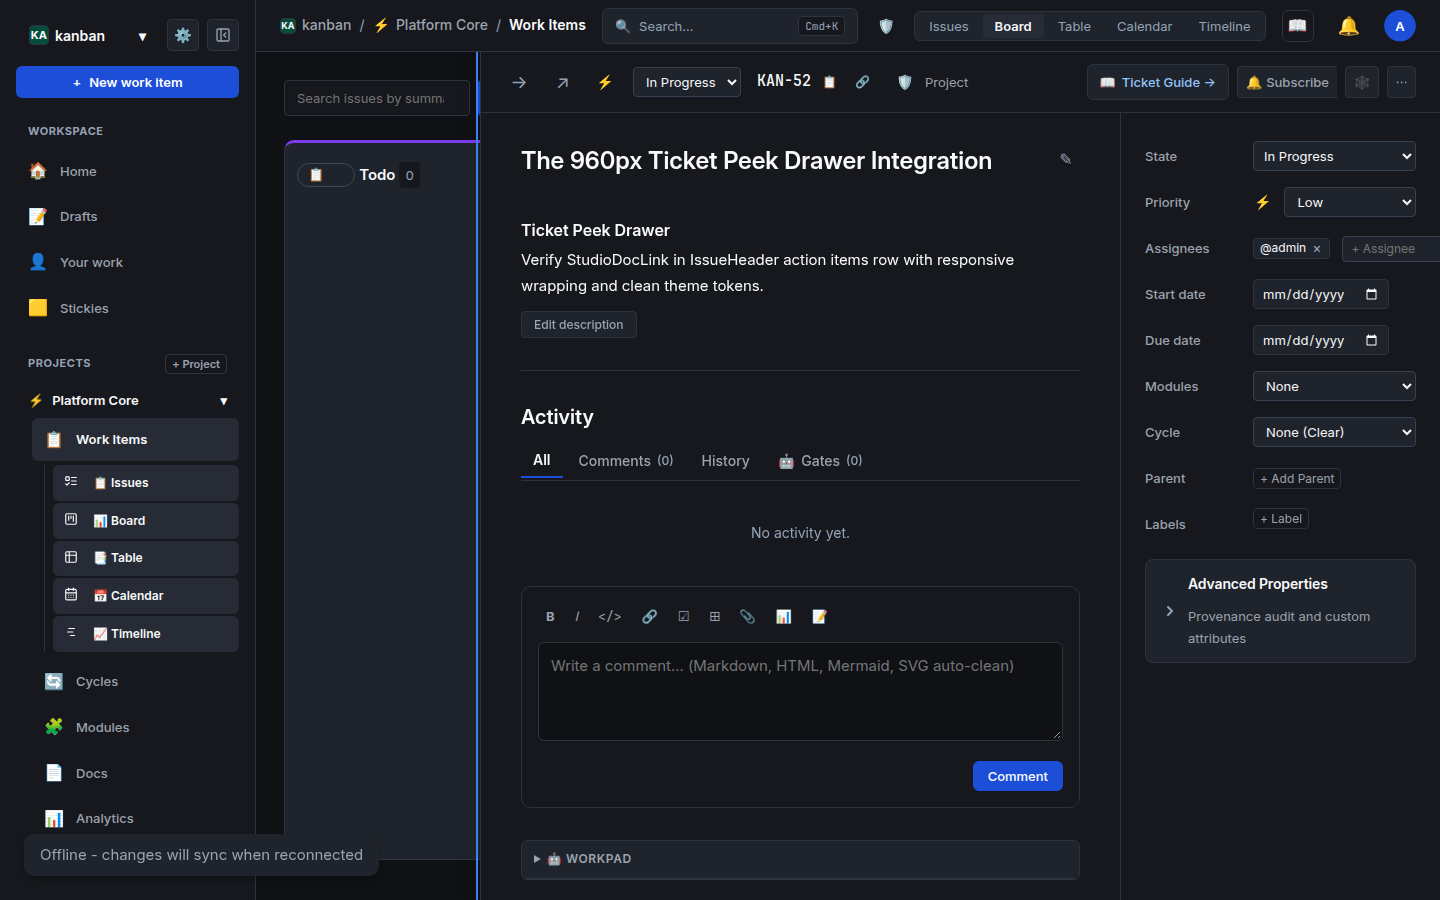 KA kanban ▾
+ New work item
WORKSPACE
Home
Drafts
Your work
Stickies
PROJECTS
+ Project
Platform Core ▾
Work Items
Issues
Board
Table
Calendar
Timeline
Cycles
Modules
Docs
Analytics
Offline - changes will sync when reconnected
KA kanban / Platform Core / Work Items
Search...
Cmd+K
Issues
Board
Table
Calendar
Timeline
A
Search issues by summa
Todo 0
In Progress
KAN-52
Project
Ticket Guide →
Subscribe
...
The 960px Ticket Peek Drawer Integration
Ticket Peek Drawer
Verify StudioDocLink in IssueHeader action items row with responsive
wrapping and clean theme tokens.
Edit description
Activity
All
Comments (0)
History
Gates (0)
No activity yet.
B I </>
Write a comment... (Markdown, HTML, Mermaid, SVG auto-clean)
Comment
WORKPAD
State In Progress
Priority Low
Assignees @admin × + Assignee
Start date mm/dd/yyyy
Due date mm/dd/yyyy
Modules None
Cycle None (Clear)
Parent + Add Parent
Labels + Label
Advanced Properties
Provenance audit and custom
attributes